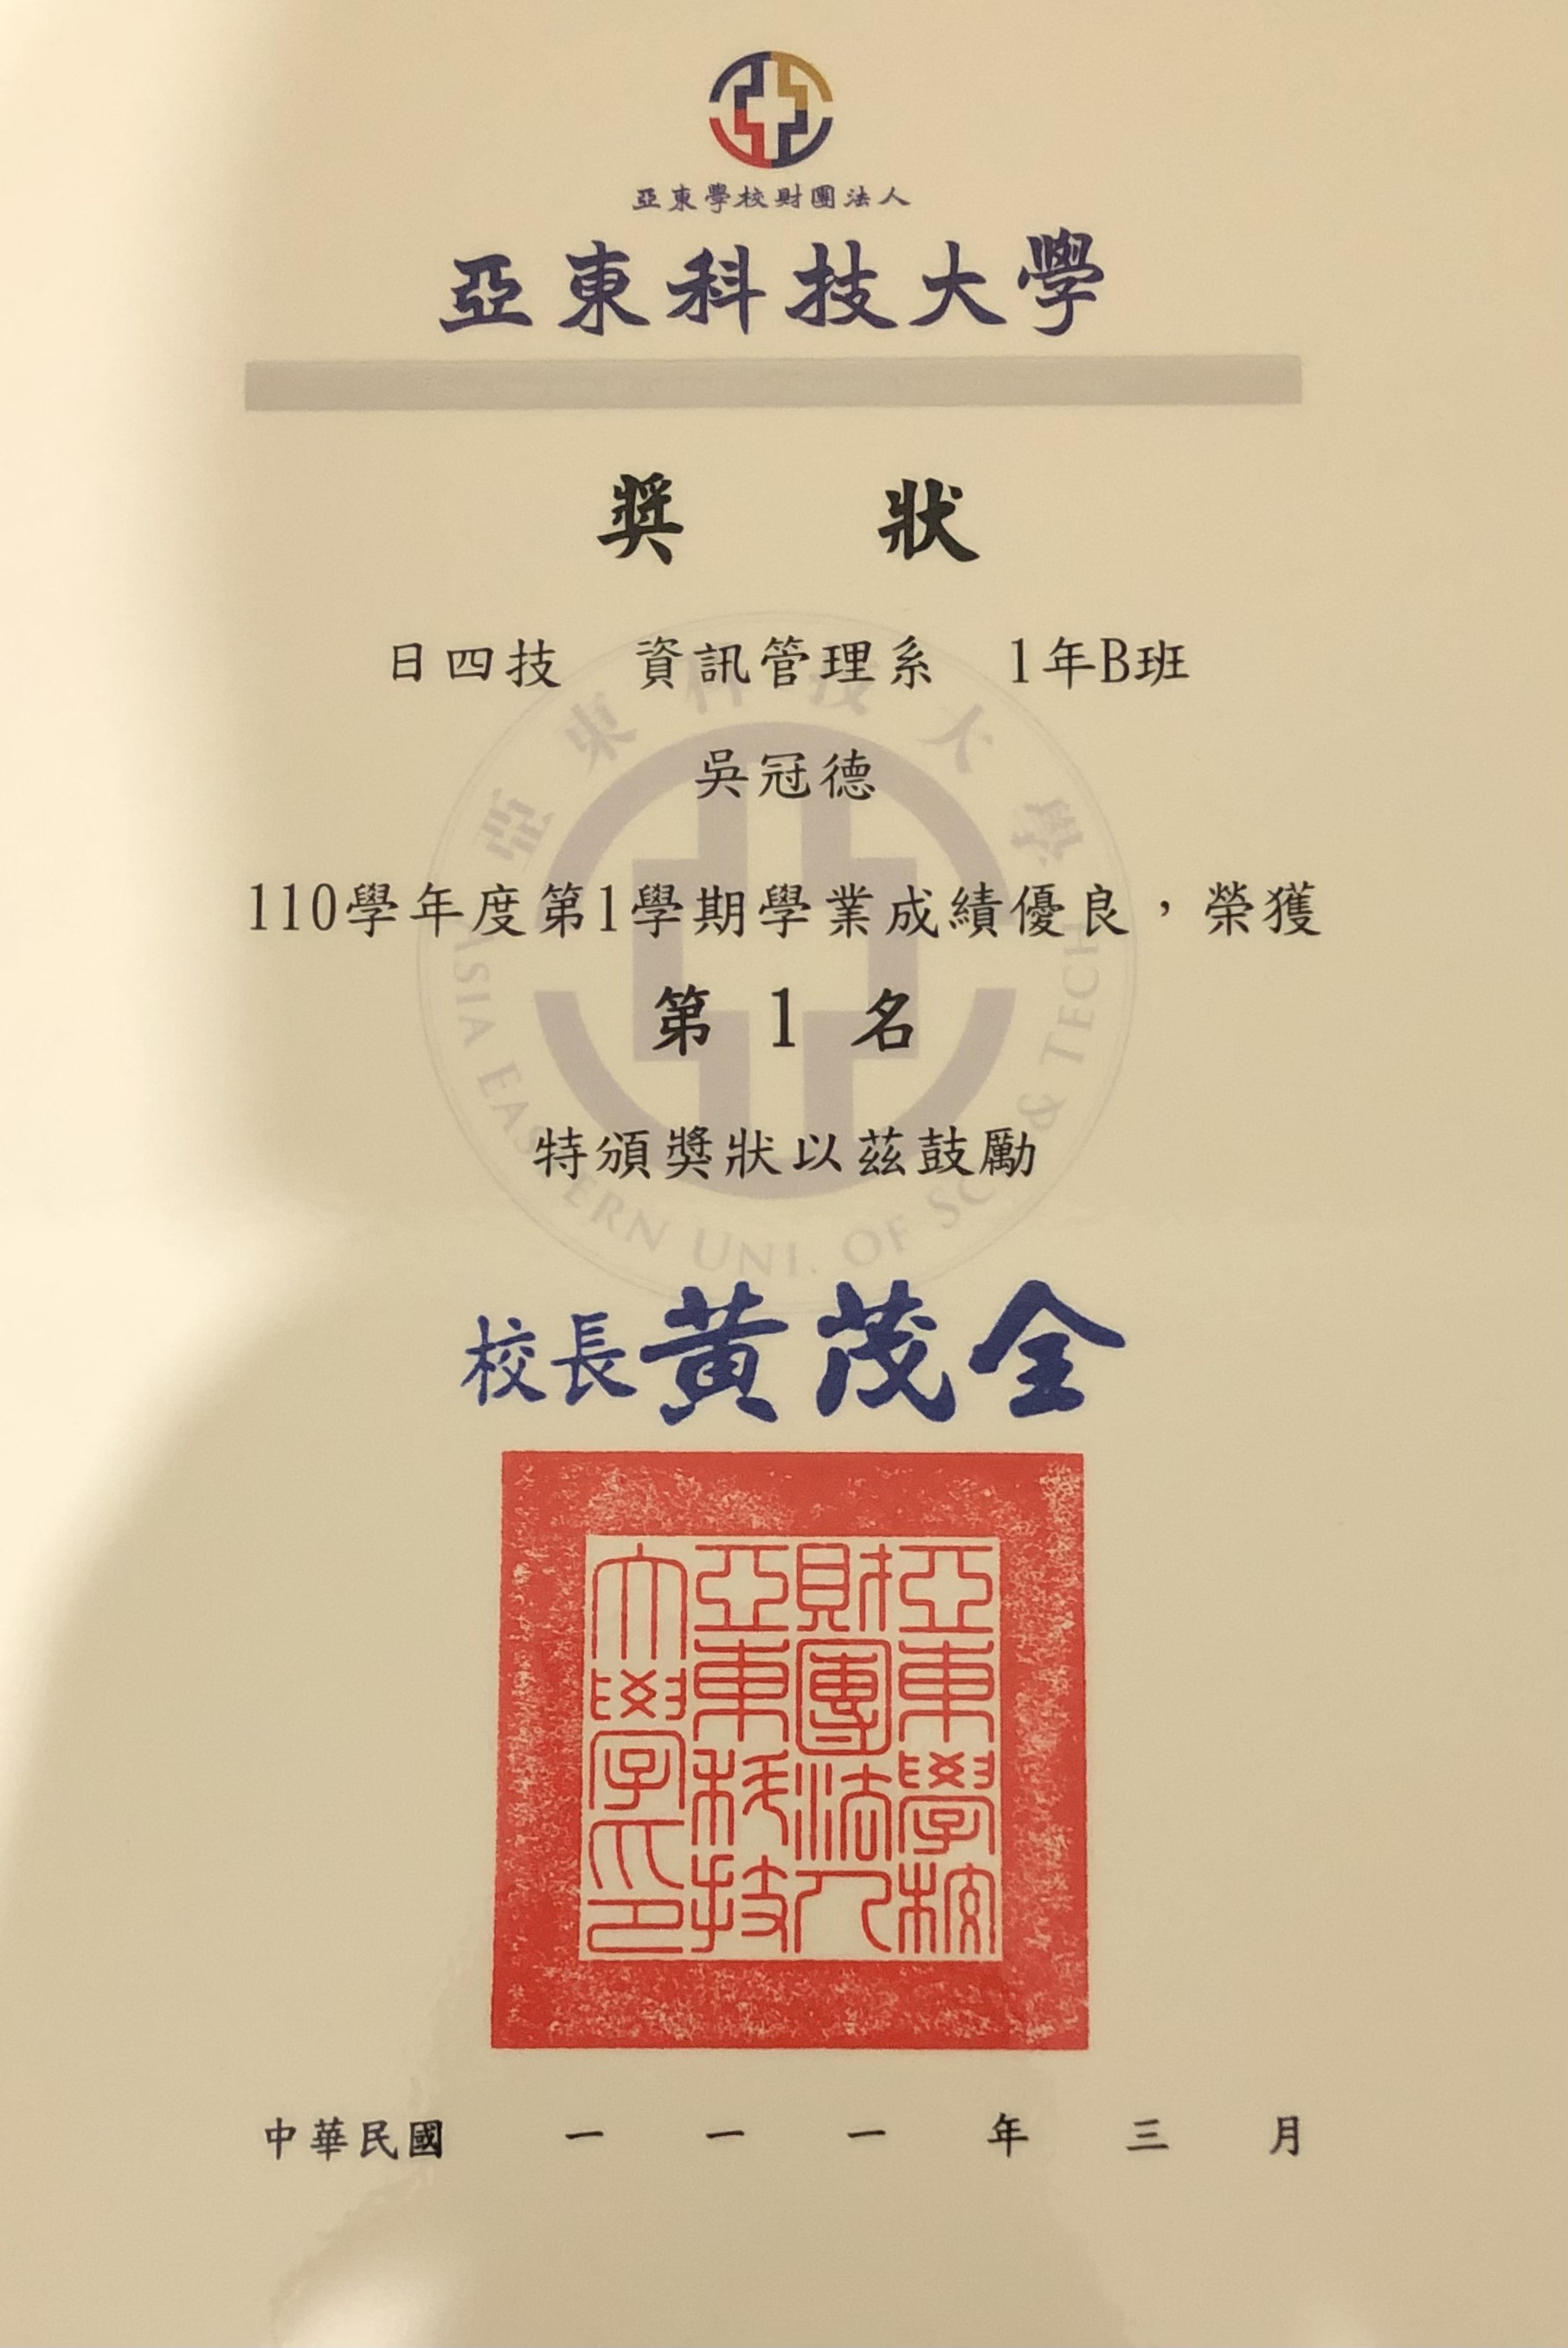 亞東學校財團法人
亞東科技大學
獎狀
日四技 資訊管理系 1年B班
吳冠德
110學年度第1學期學業成績優良，榮獲
第1名
特頒獎狀以茲鼓勵
亞東科技大學
ASIA EASTERN UNI. OF SCI. & TECH.
校長黃茂全
亞東學校
財團法人
亞東科技
大學印
中華民國 一 一 一 年 三 月